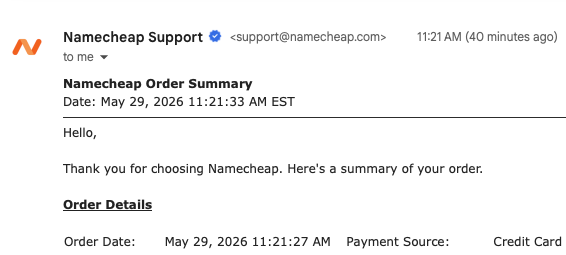 Namecheap Support <support@namecheap.com> 11:21 AM (40 minutes ago)
to me
Namecheap Order Summary
Date: May 29, 2026 11:21:33 AM EST
Hello,
Thank you for choosing Namecheap. Here's a summary of your order.
Order Details
Order Date: May 29, 2026 11:21:27 AM Payment Source: Credit Card